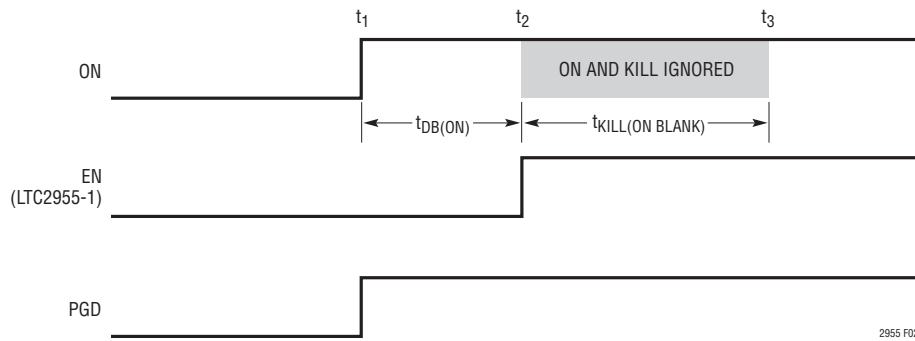 t1 t2 t3
ON
ON AND KILL IGNORED
tDB(ON)
tKILL(ON BLANK)
EN
(LTC2955-1)
PGD
2955 F02